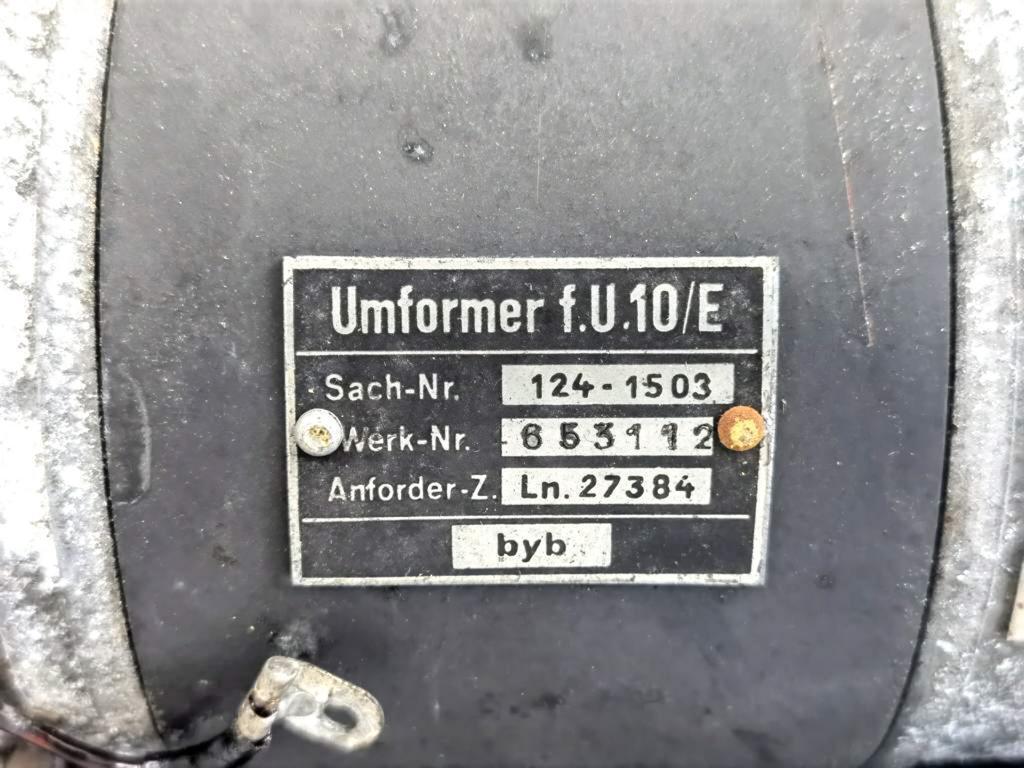 Umformer f.U.10/E
Sach-Nr. 124-1503
Werk-Nr. 653112
Anforder-Z. Ln. 27384
byb